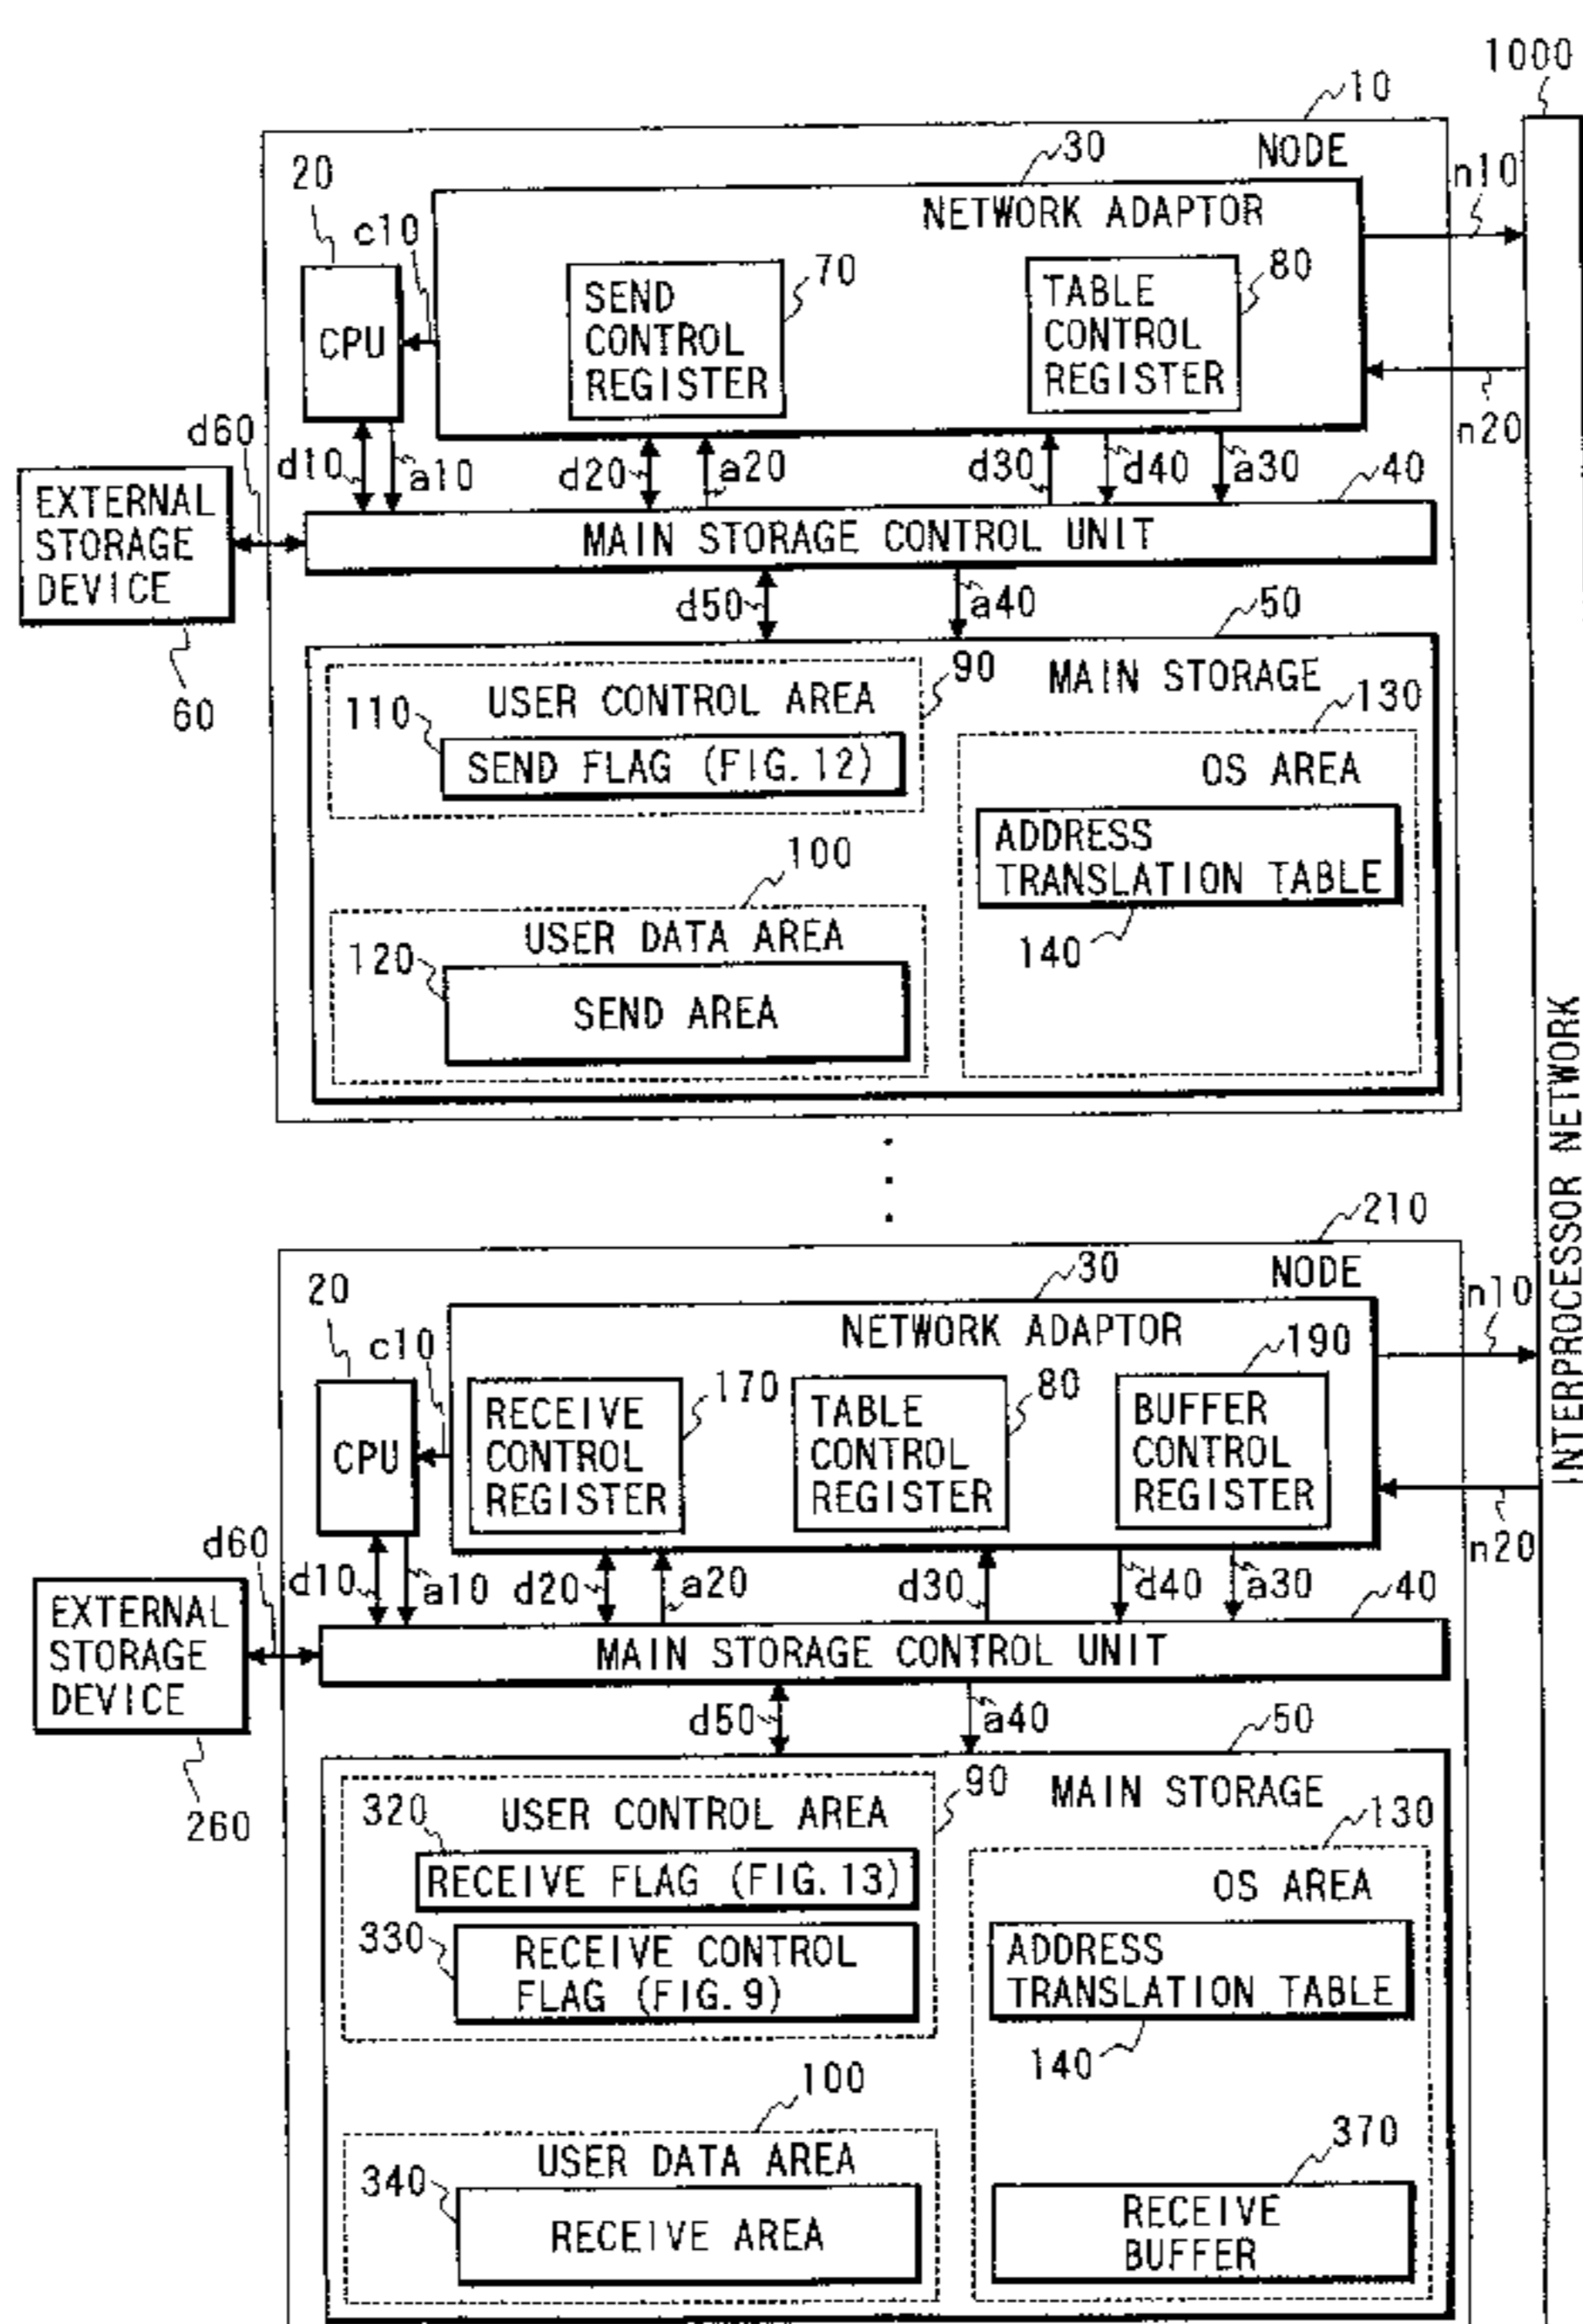 1000
10
NODE
30
20
NETWORK ADAPTOR
n10
c10
70
80
SEND
CONTROL
REGISTER
TABLE
CONTROL
REGISTER
CPU
n20
d60
d10
a10
d20
a20
d30
d40
a30
40
EXTERNAL
STORAGE
DEVICE
MAIN STORAGE CONTROL UNIT
d50
a40
50
60
90
MAIN STORAGE
USER CONTROL AREA
110
130
SEND FLAG (FIG.12)
OS AREA
ADDRESS
TRANSLATION TABLE
100
140
USER DATA AREA
120
SEND AREA
INTERPROCESSOR NETWORK
210
NODE
30
20
n10
NETWORK ADAPTOR
190
c10
170
80
RECEIVE
CONTROL
REGISTER
TABLE
CONTROL
REGISTER
BUFFER
CONTROL
REGISTER
CPU
n20
d60
d10
a10
d20
a20
d30
d40
a30
40
EXTERNAL
STORAGE
DEVICE
MAIN STORAGE CONTROL UNIT
d50
a40
50
260
90
MAIN STORAGE
320
USER CONTROL AREA
130
RECEIVE FLAG (FIG.13)
OS AREA
330
RECEIVE CONTROL
FLAG (FIG.9)
ADDRESS
TRANSLATION TABLE
140
100
370
USER DATA AREA
340
RECEIVE AREA
RECEIVE
BUFFER